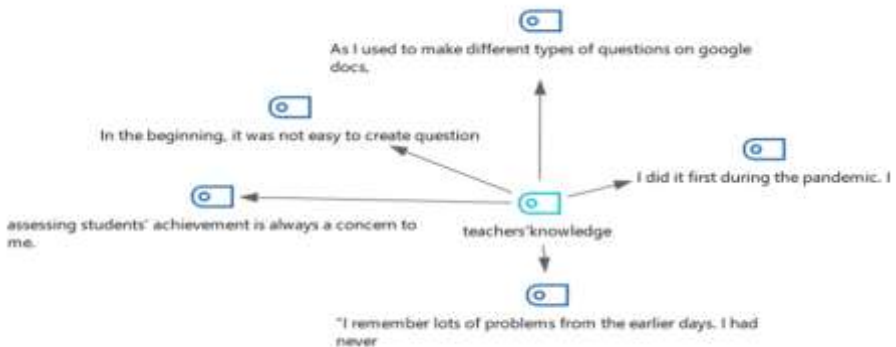 As I used to make different types of questions on google
docs,
In the beginning, it was not easy to create question
I did it first during the pandemic. I
assessing students' achievement is always a concern to
me.
teachers'knowledge
"I remember lots of problems from the earlier days. I had
never